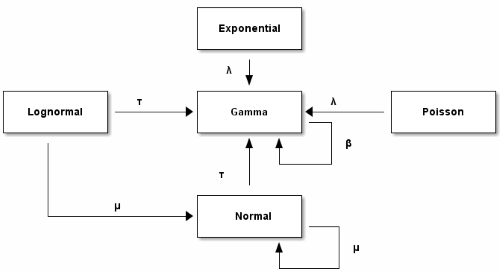 Exponential
λ
Lognormal
τ
Gamma
λ
Poisson
β
τ
μ
Normal
μ